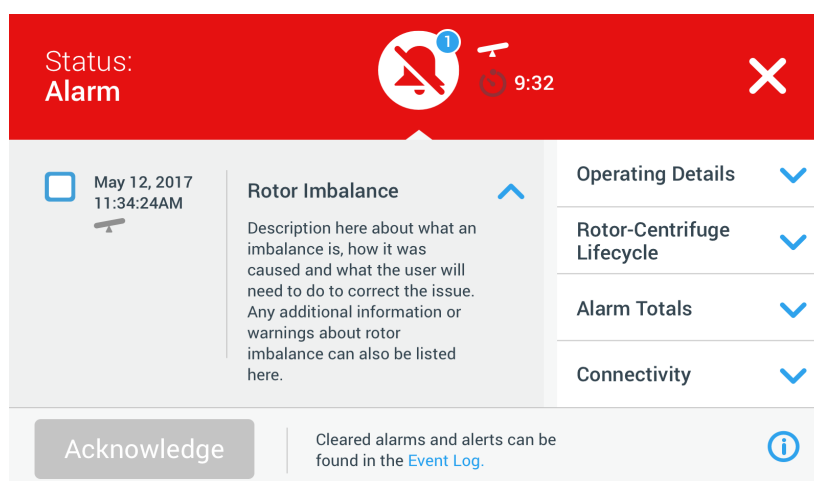 Status:
Alarm
1
9:32
May 12, 2017
11:34:24AM
Rotor Imbalance
Description here about what an
imbalance is, how it was
caused and what the user will
need to do to correct the issue.
Any additional information or
warnings about rotor
imbalance can also be listed
here.
Operating Details
Rotor-Centrifuge
Lifecycle
Alarm Totals
Connectivity
Acknowledge
Cleared alarms and alerts can be
found in the Event Log.